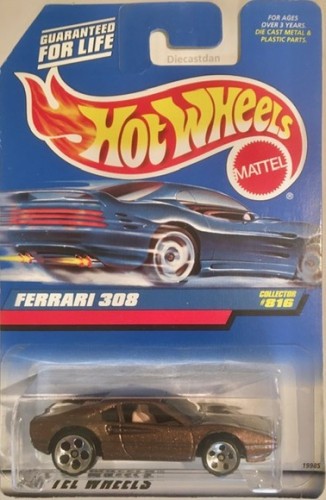 GUARANTEED
FOR LIFE
FOR AGES
OVER 3 YEARS.
DIE CAST METAL &
PLASTIC PARTS.
Diecastdan
HOT WHEELS
MATTEL
®
FERRARI 308
COLLECTOR
#816
WHEELS